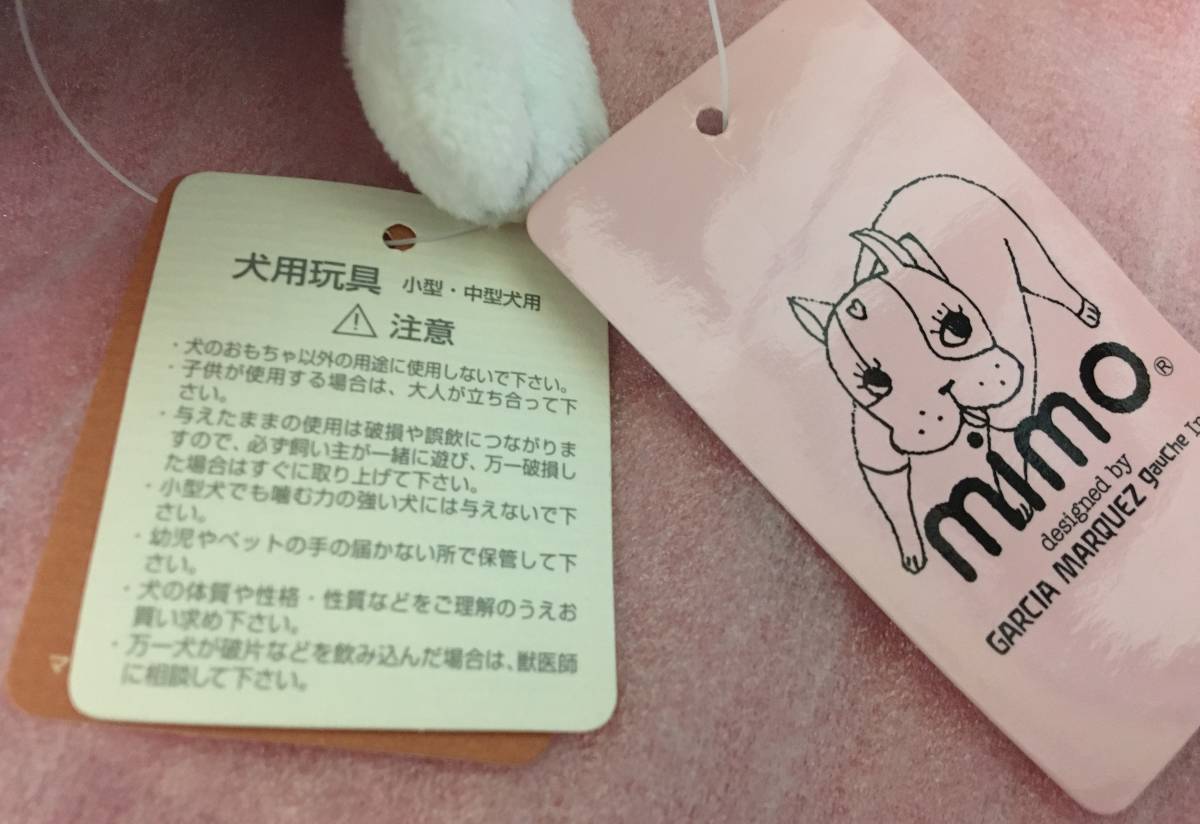 犬用玩具 小型・中型犬用
注意
・犬のおもちゃ以外の用途に使用しないで下さい。
・子供が使用する場合は、大人が立ち合って下
さい。
・与えたままの使用は破損や誤飲につながりま
すので、必ず飼い主が一緒に遊び、万一破損し
た場合はすぐに取り上げて下さい。
・小型犬でも噛む力の強い犬には与えないで下
さい。
・幼児やペットの手の届かない所で保管して下
さい。
・犬の体質や性格・性質などをご理解のうえお
買い求め下さい。
・万一犬が破片などを飲み込んだ場合は、獣医師
に相談して下さい。
mimo®
designed by
GARCIA MARQUEZ gauche In